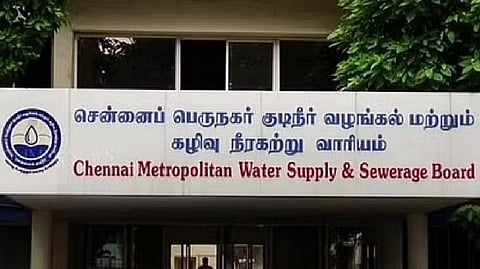 சென்னைப் பெருநகர் குடிநீர் வழங்கல் மற்றும்
கழிவு நீரகற்று வாரியம்
Chennai Metropolitan Water Supply & Sewerage Board